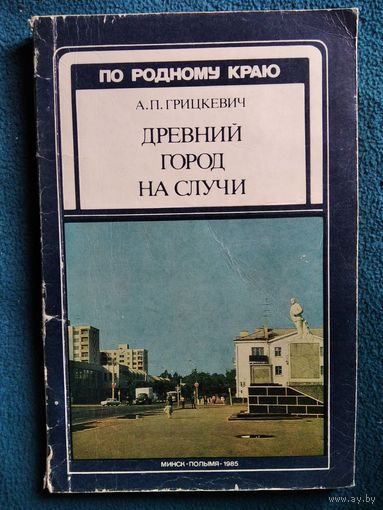 ПО РОДНОМУ КРАЮ
А.П.ГРИЦКЕВИЧ
ДРЕВНИЙ
ГОРОД
НА СЛУЧИ
МИНСК·ПОЛЫМЯ·1985
www.ay.by